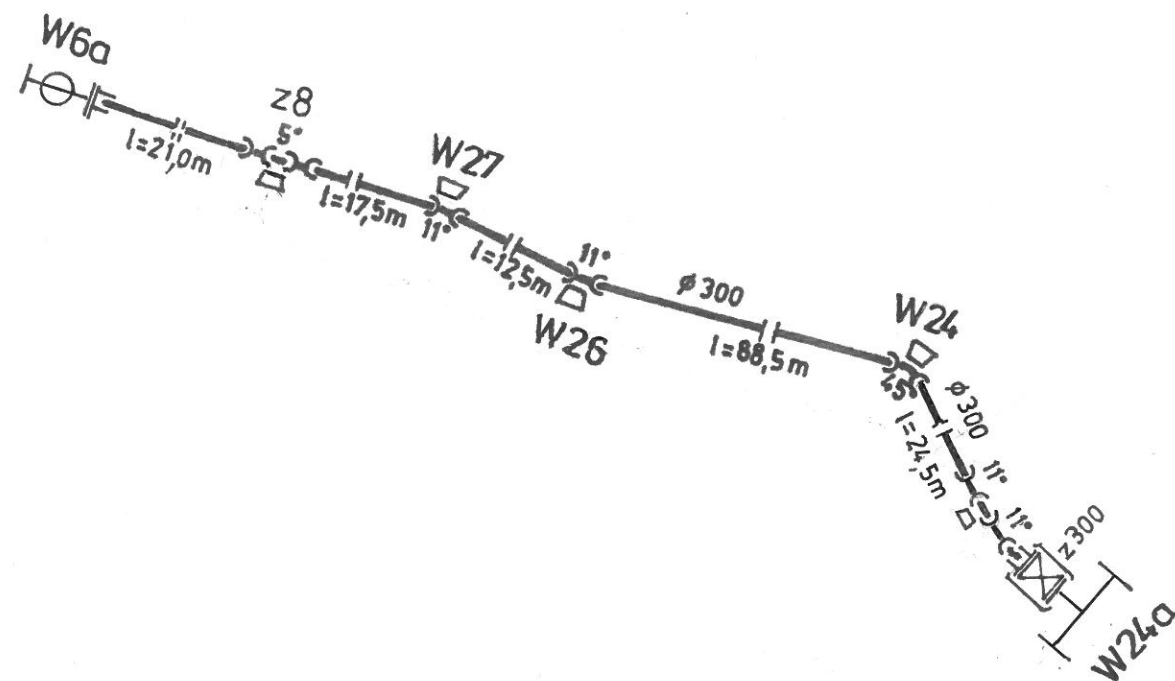 W6a
l=21,0m
z8
5°
l=17,5m
W27
11°
l=12,5m
11°
W26
ø300
l=88,5m
W24
45°
ø300
l=24,5m
11°
11°
z300
W24a